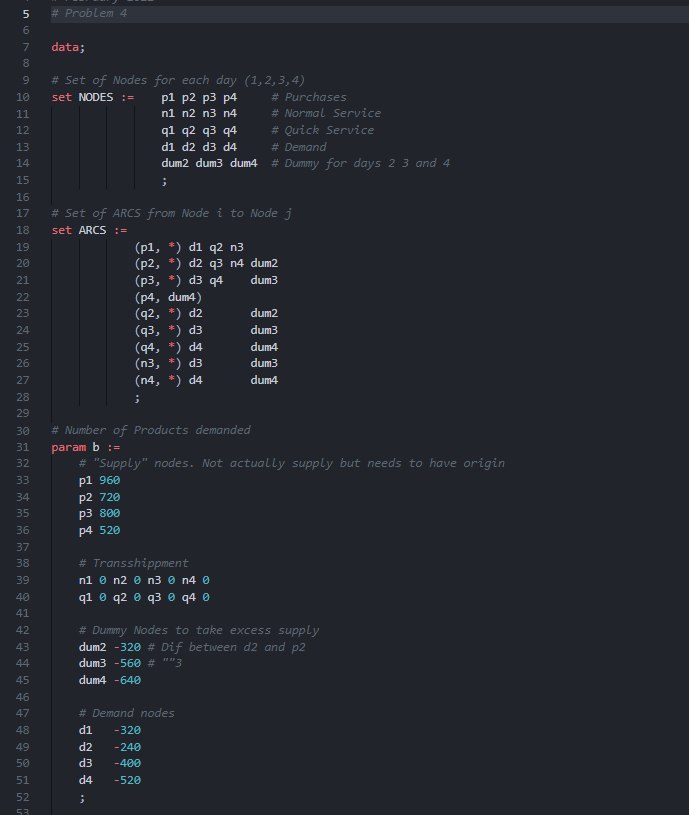 5 # Problem 4
6
7 data;
8
9 # Set of Nodes for each day (1,2,3,4)
10 set NODES := p1 p2 p3 p4 # Purchases
11 n1 n2 n3 n4 # Normal Service
12 q1 q2 q3 q4 # Quick Service
13 d1 d2 d3 d4 # Demand
14 dum2 dum3 dum4 # Dummy for days 2 3 and 4
15 ;
16
17 # Set of ARCS from Node i to Node j
18 set ARCS :=
19 (p1, *) d1 q2 n3
20 (p2, *) d2 q3 n4 dum2
21 (p3, *) d3 q4 dum3
22 (p4, dum4)
23 (q2, *) d2 dum2
24 (q3, *) d3 dum3
25 (q4, *) d4 dum4
26 (n3, *) d3 dum3
27 (n4, *) d4 dum4
28 ;
29
30 # Number of Products demanded
31 param b :=
32 # "Supply" nodes. Not actually supply but needs to have origin
33 p1 960
34 p2 720
35 p3 800
36 p4 520
37
38 # Transshippment
39 n1 0 n2 0 n3 0 n4 0
40 q1 0 q2 0 q3 0 q4 0
41
42 # Dummy Nodes to take excess supply
43 dum2 -320 # Dif between d2 and p2
44 dum3 -560 # ""3
45 dum4 -640
46
47 # Demand nodes
48 d1 -320
49 d2 -240
50 d3 -400
51 d4 -520
52 ;
53